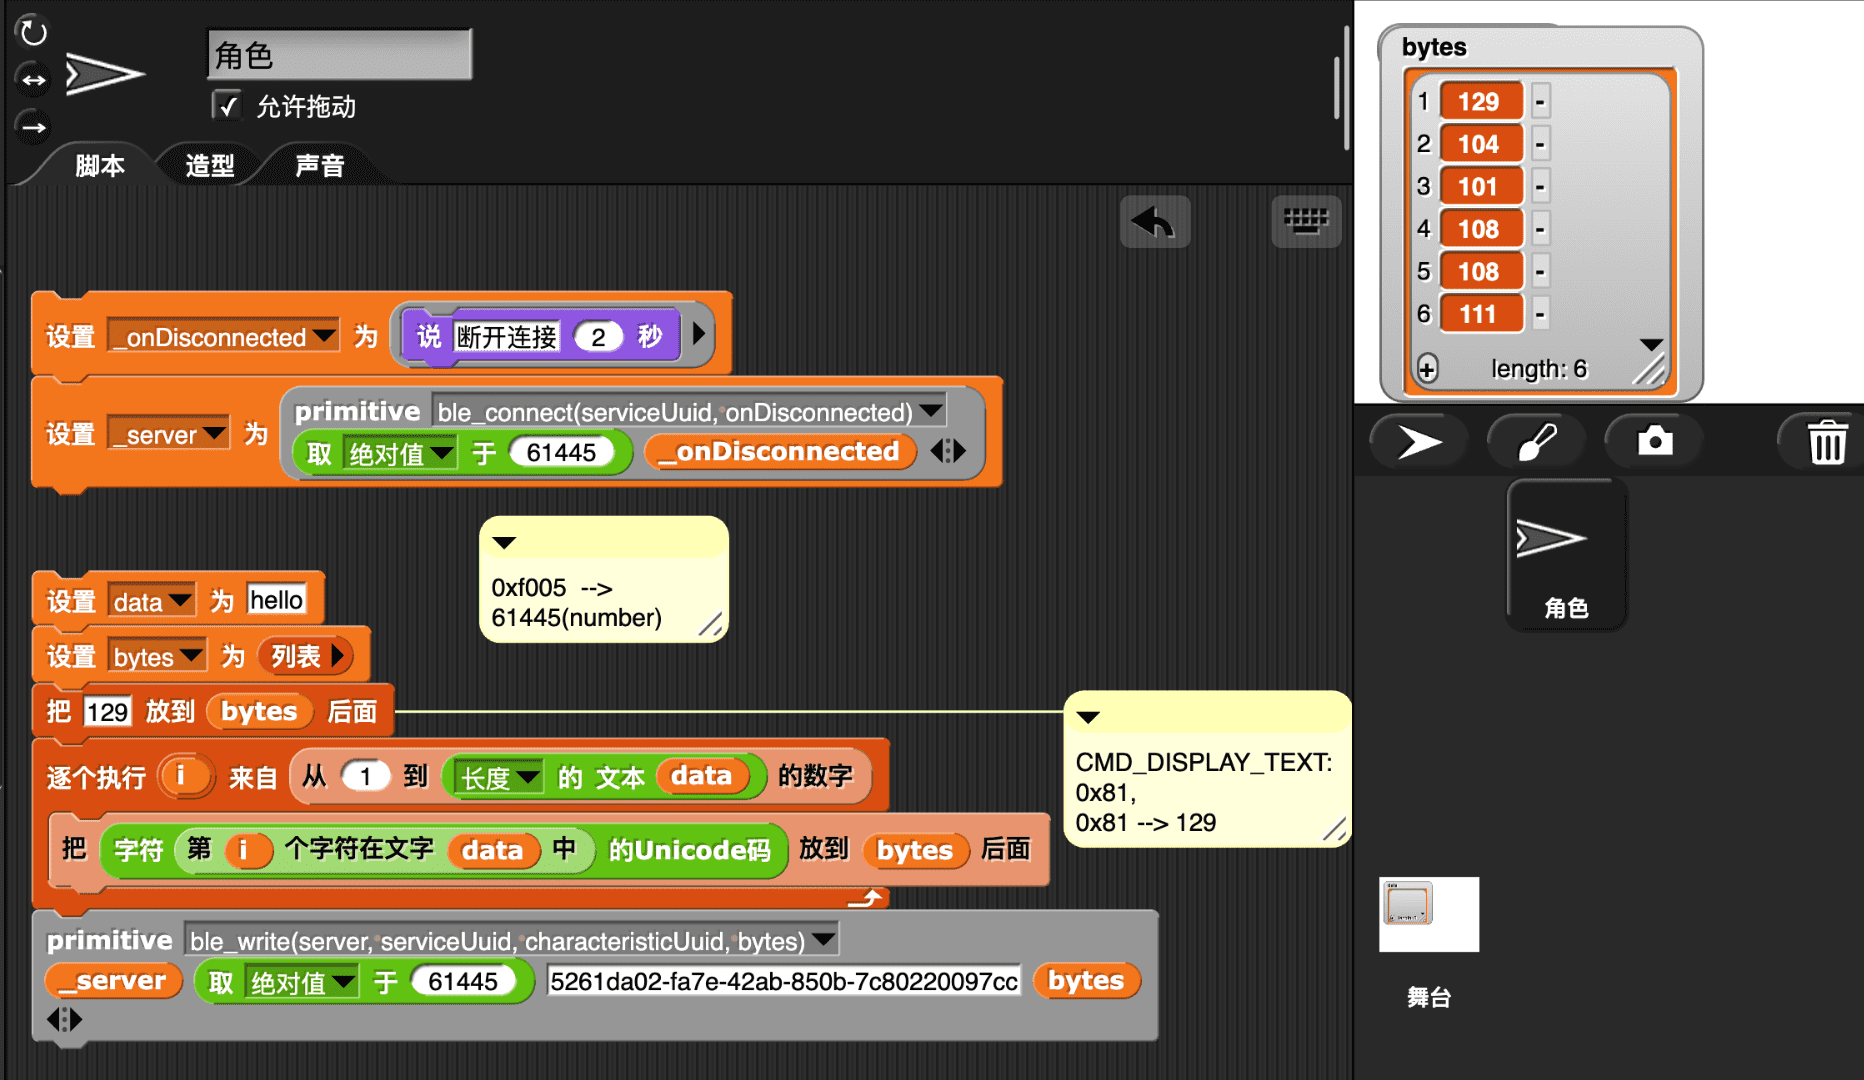 角色
允许拖动
脚本 造型 声音
设置 _onDisconnected 为 说 断开连接 2 秒
设置 _server 为 primitive ble_connect(serviceUuid, onDisconnected)
取 绝对值 于 61445 _onDisconnected
0xf005 -->
61445(number)
设置 data 为 hello
设置 bytes 为 列表
把 129 放到 bytes 后面
逐个执行 i 来自 从 1 到 长度 的 文本 data 的数字
把 字符 第 i 个字符在文字 data 中 的Unicode码 放到 bytes 后面
CMD_DISPLAY_TEXT:
0x81,
0x81 --> 129
primitive ble_write(server, serviceUuid, characteristicUuid, bytes)
_server 取 绝对值 于 61445 5261da02-fa7e-42ab-850b-7c80220097cc bytes
bytes
1 129 -
2 104 -
3 101 -
4 108 -
5 108 -
6 111 -
+ length: 6
角色
舞台